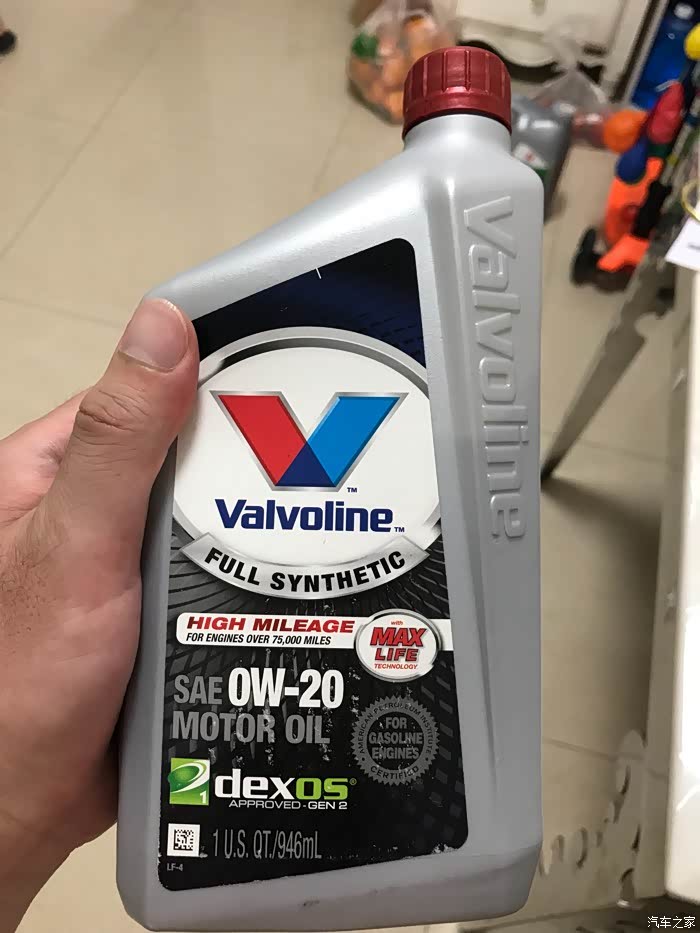 Valvoline
Valvoline™
FULL SYNTHETIC
HIGH MILEAGE
FOR ENGINES OVER 75,000 MILES
with
MAX
LIFE
TECHNOLOGY
SAE 0W-20
MOTOR OIL
AMERICAN PETROLEUM INSTITUTE
FOR
GASOLINE
ENGINES
CERTIFIED
1
dexos®
APPROVED-GEN 2
1 U.S. QT./946mL
LF-4
汽车之家